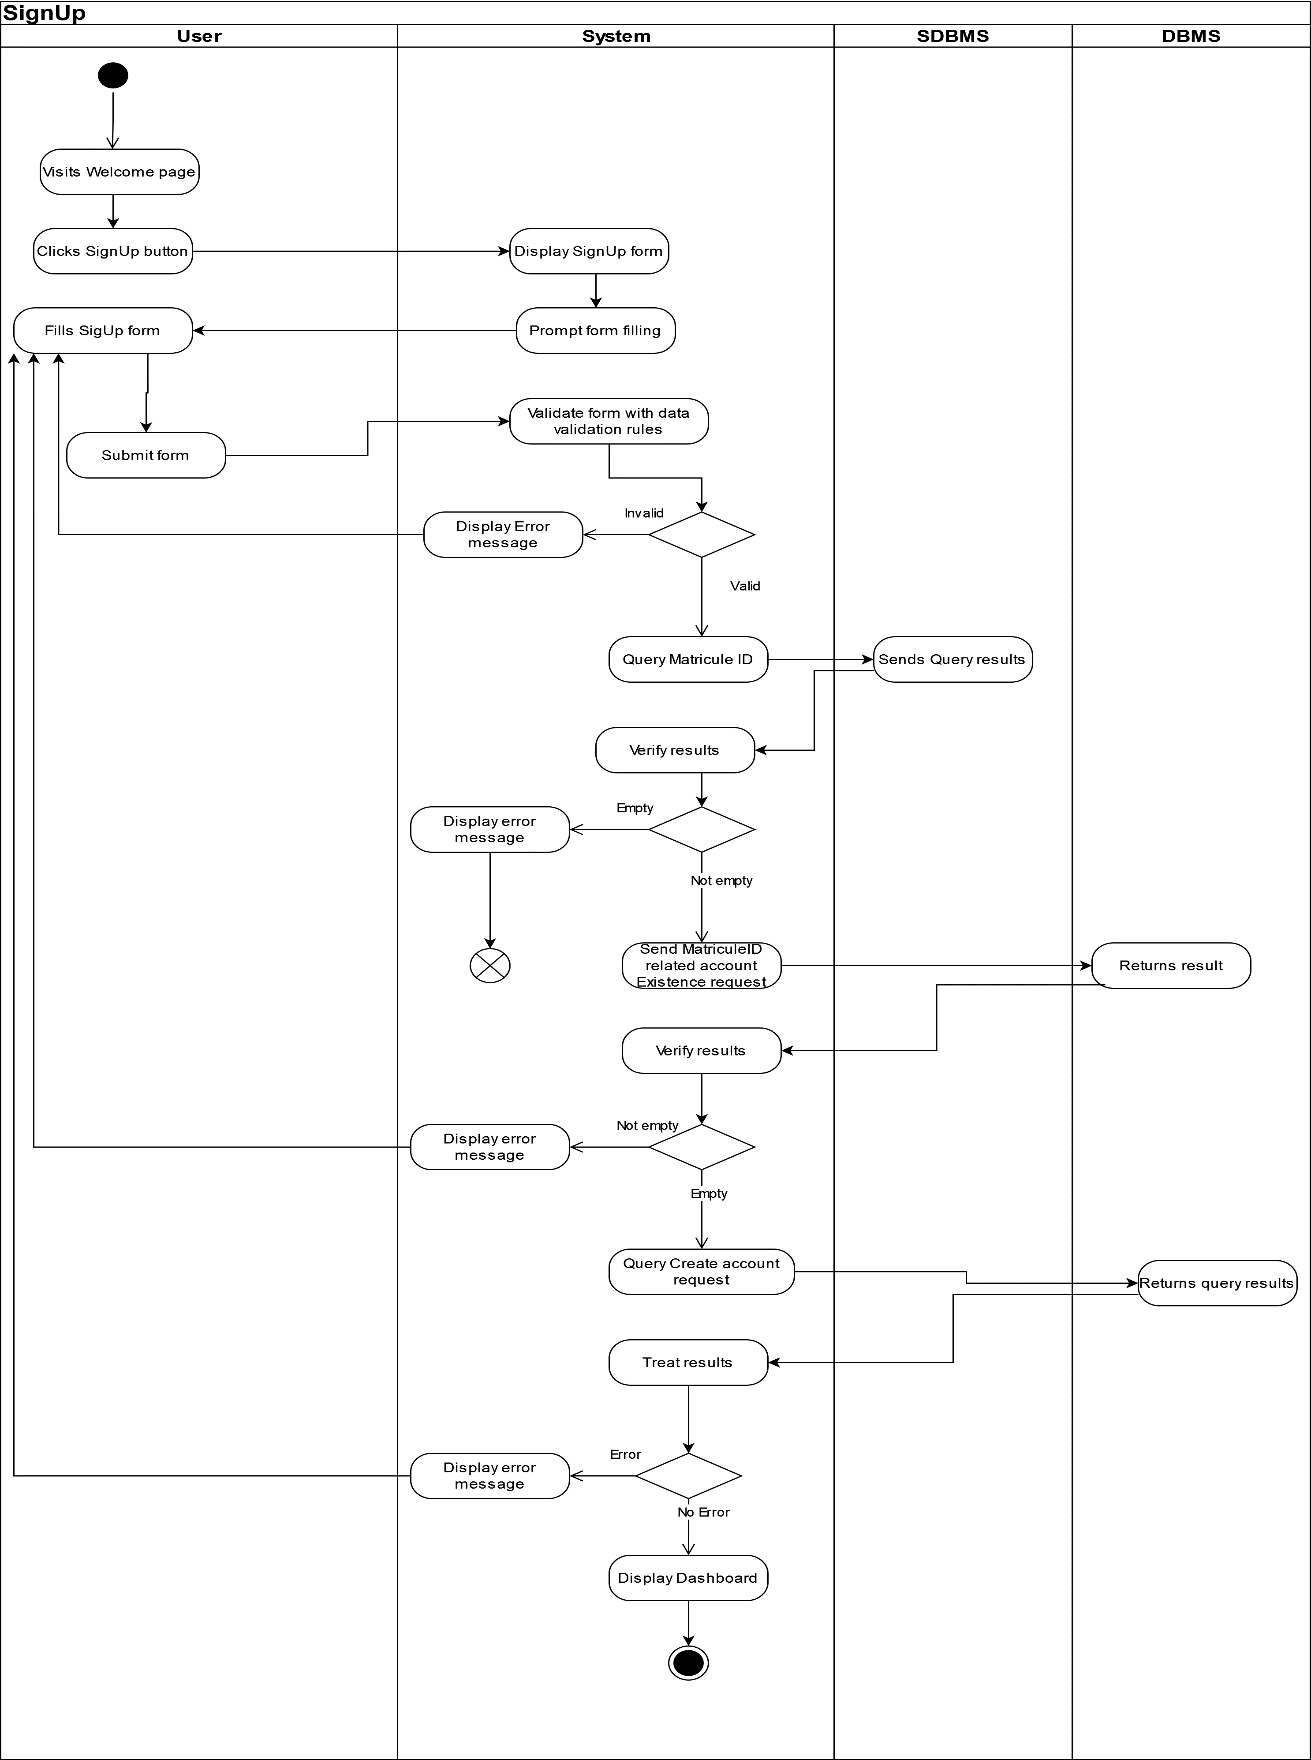 SignUp
User
System
SDBMS
DBMS
Visits Welcome page
Clicks SignUp button
Display SignUp form
Fills SigUp form
Prompt form filling
Validate form with data
validation rules
Submit form
Invalid
Display Error
message
Valid
Query Matricule ID
Sends Query results
Verify results
Empty
Display error
message
Not empty
Send MatriculeID
related account
Existence request
Returns result
Verify results
Not empty
Display error
message
Empty
Query Create account
request
Returns query results
Treat results
Error
Display error
message
No Error
Display Dashboard